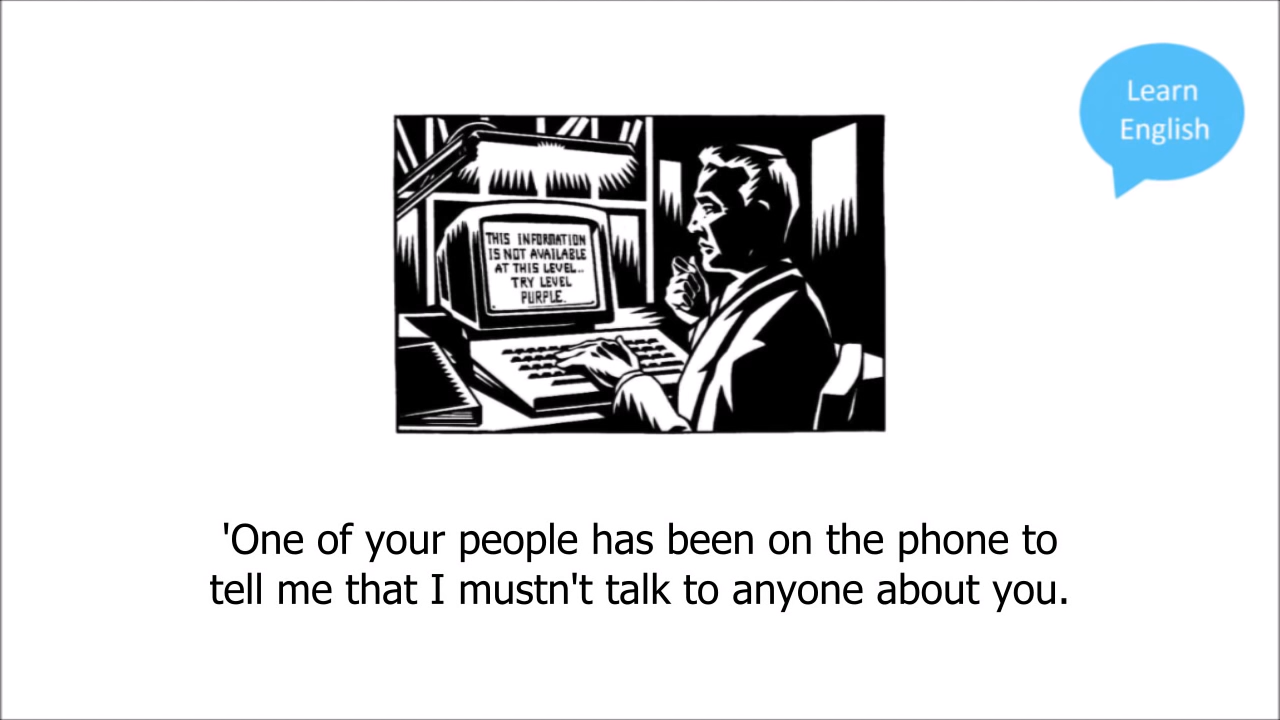 Learn
English
THIS INFORMATION
IS NOT AVAILABLE
AT THIS LEVEL..
TRY LEVEL
PURPLE.
'One of your people has been on the phone to
tell me that I mustn't talk to anyone about you.